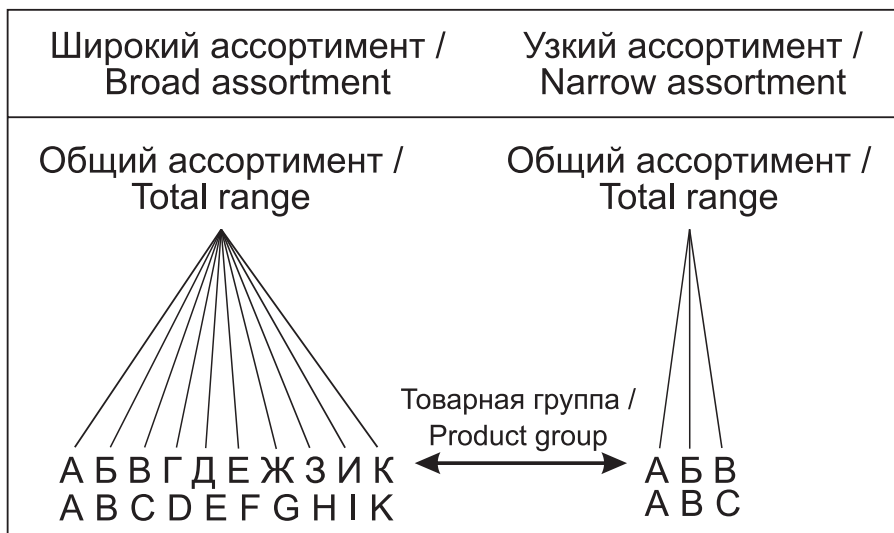 Широкий ассортимент /
Broad assortment
Узкий ассортимент /
Narrow assortment
Общий ассортимент /
Total range
Общий ассортимент /
Total range
Товарная группа /
Product group
А Б В Г Д Е Ж З И К
A B C D E F G H I K
А Б В
A B C